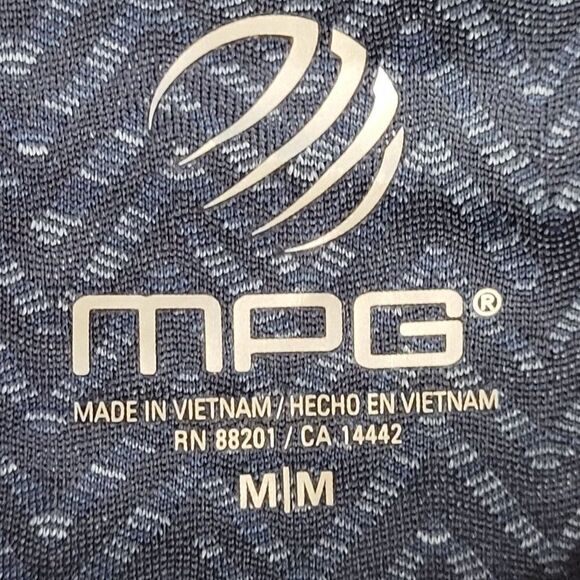 MPG®
MADE IN VIETNAM / HECHO EN VIETNAM
RN 88201 / CA 14442
M|M